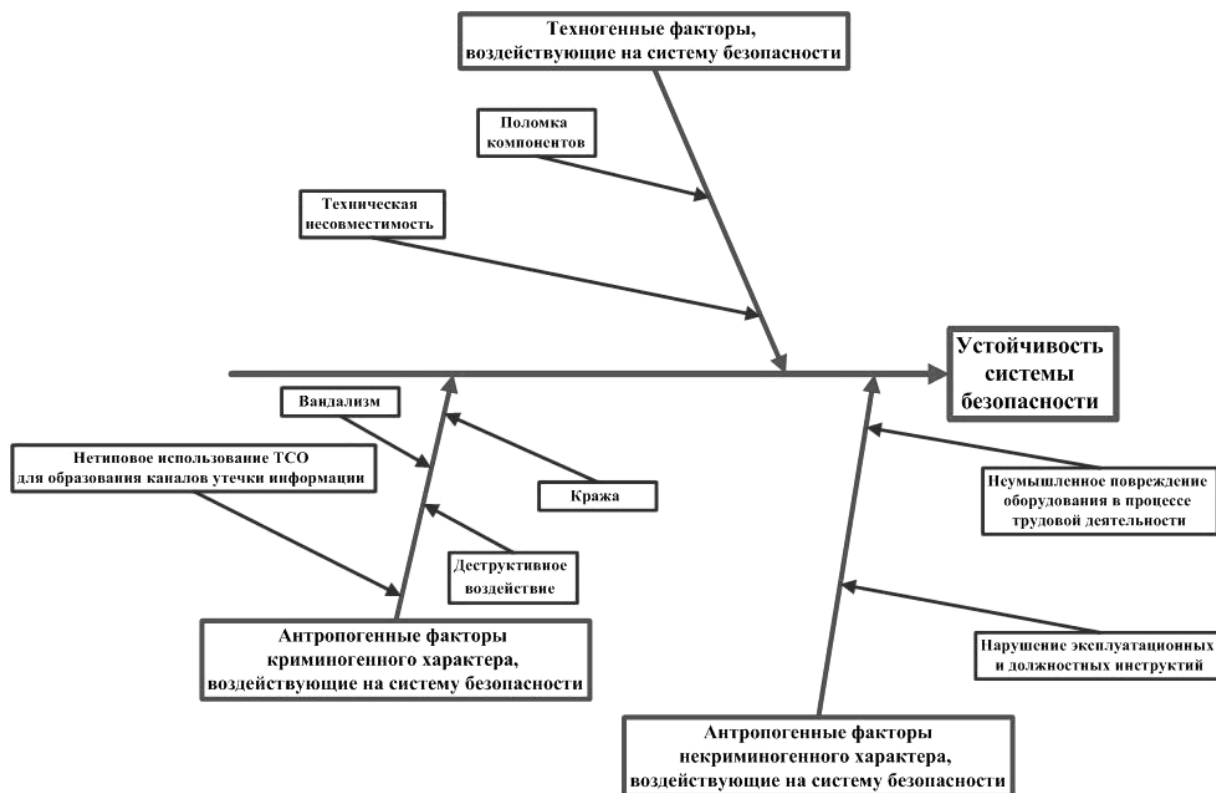 Техногенные факторы,
воздействующие на систему безопасности
Поломка
компонентов
Техническая
несовместимость
Устойчивость
системы
безопасности
Вандализм
Нетиповое использование ТСО
для образования каналов утечки информации
Кража
Неумышленное повреждение
оборудования в процессе
трудовой деятельности
Деструктивное
воздействие
Антропогенные факторы
криминогенного характера,
воздействующие на систему безопасности
Нарушение эксплуатационных
и должностных инструктий
Антропогенные факторы
некриминогенного характера,
воздействующие на систему безопасности